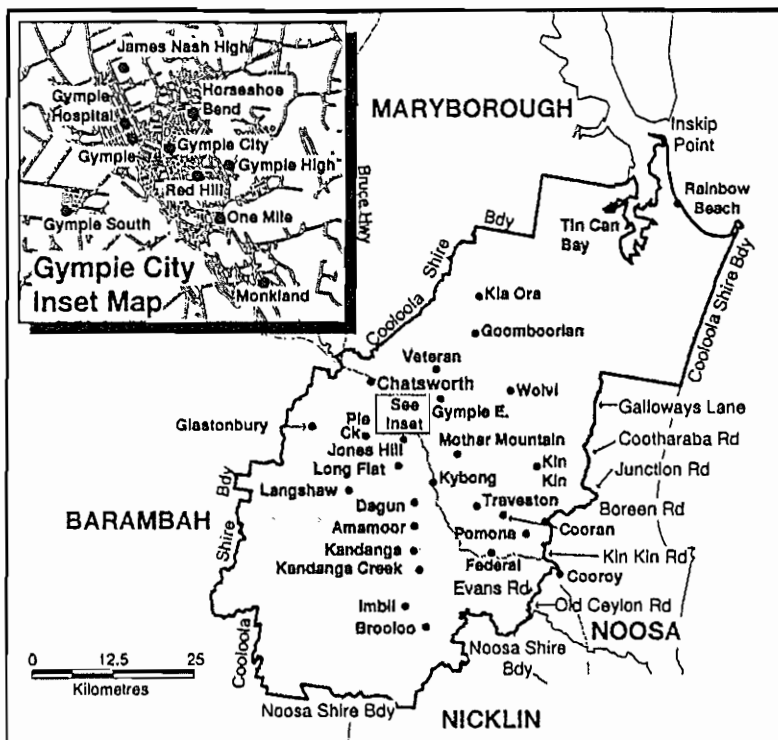 James Nash High
Gympie
Hospital
Horseshoe
Bend
Gympie
Gympie City
Gympie High
Red Hill
Gympie South
One Mile
Monkland
Gympie City
Inset Map
Bruce Hwy
MARYBOROUGH
Inskip
Point
Rainbow
Beach
Tin Can
Bay
Cooloola Shire Bdy
Cooloola Shire Bdy
Kia Ora
Goomboorian
Veteran
Chatsworth
Wolvi
See
Inset
Gympie E.
Galloways Lane
Glastonbury
Pie
Ck
Jones Hill
Mothar Mountain
Cootharaba Rd
Long Flat
Kin
Kin
Junction Rd
Langshaw
Kybong
Dagun
Traveston
Boreen Rd
BARAMBAH
Amamoor
Cooran
Pomona
Kandanga
Federal
Kin Kin Rd
Kandanga Creek
Evans Rd
Cooroy
Imbil
Old Ceylon Rd
Brooloo
NOOSA
Noosa Shire
Bdy
Cooloola Shire Bdy
0 12.5 25
Kilometres
Noosa Shire Bdy
NICKLIN